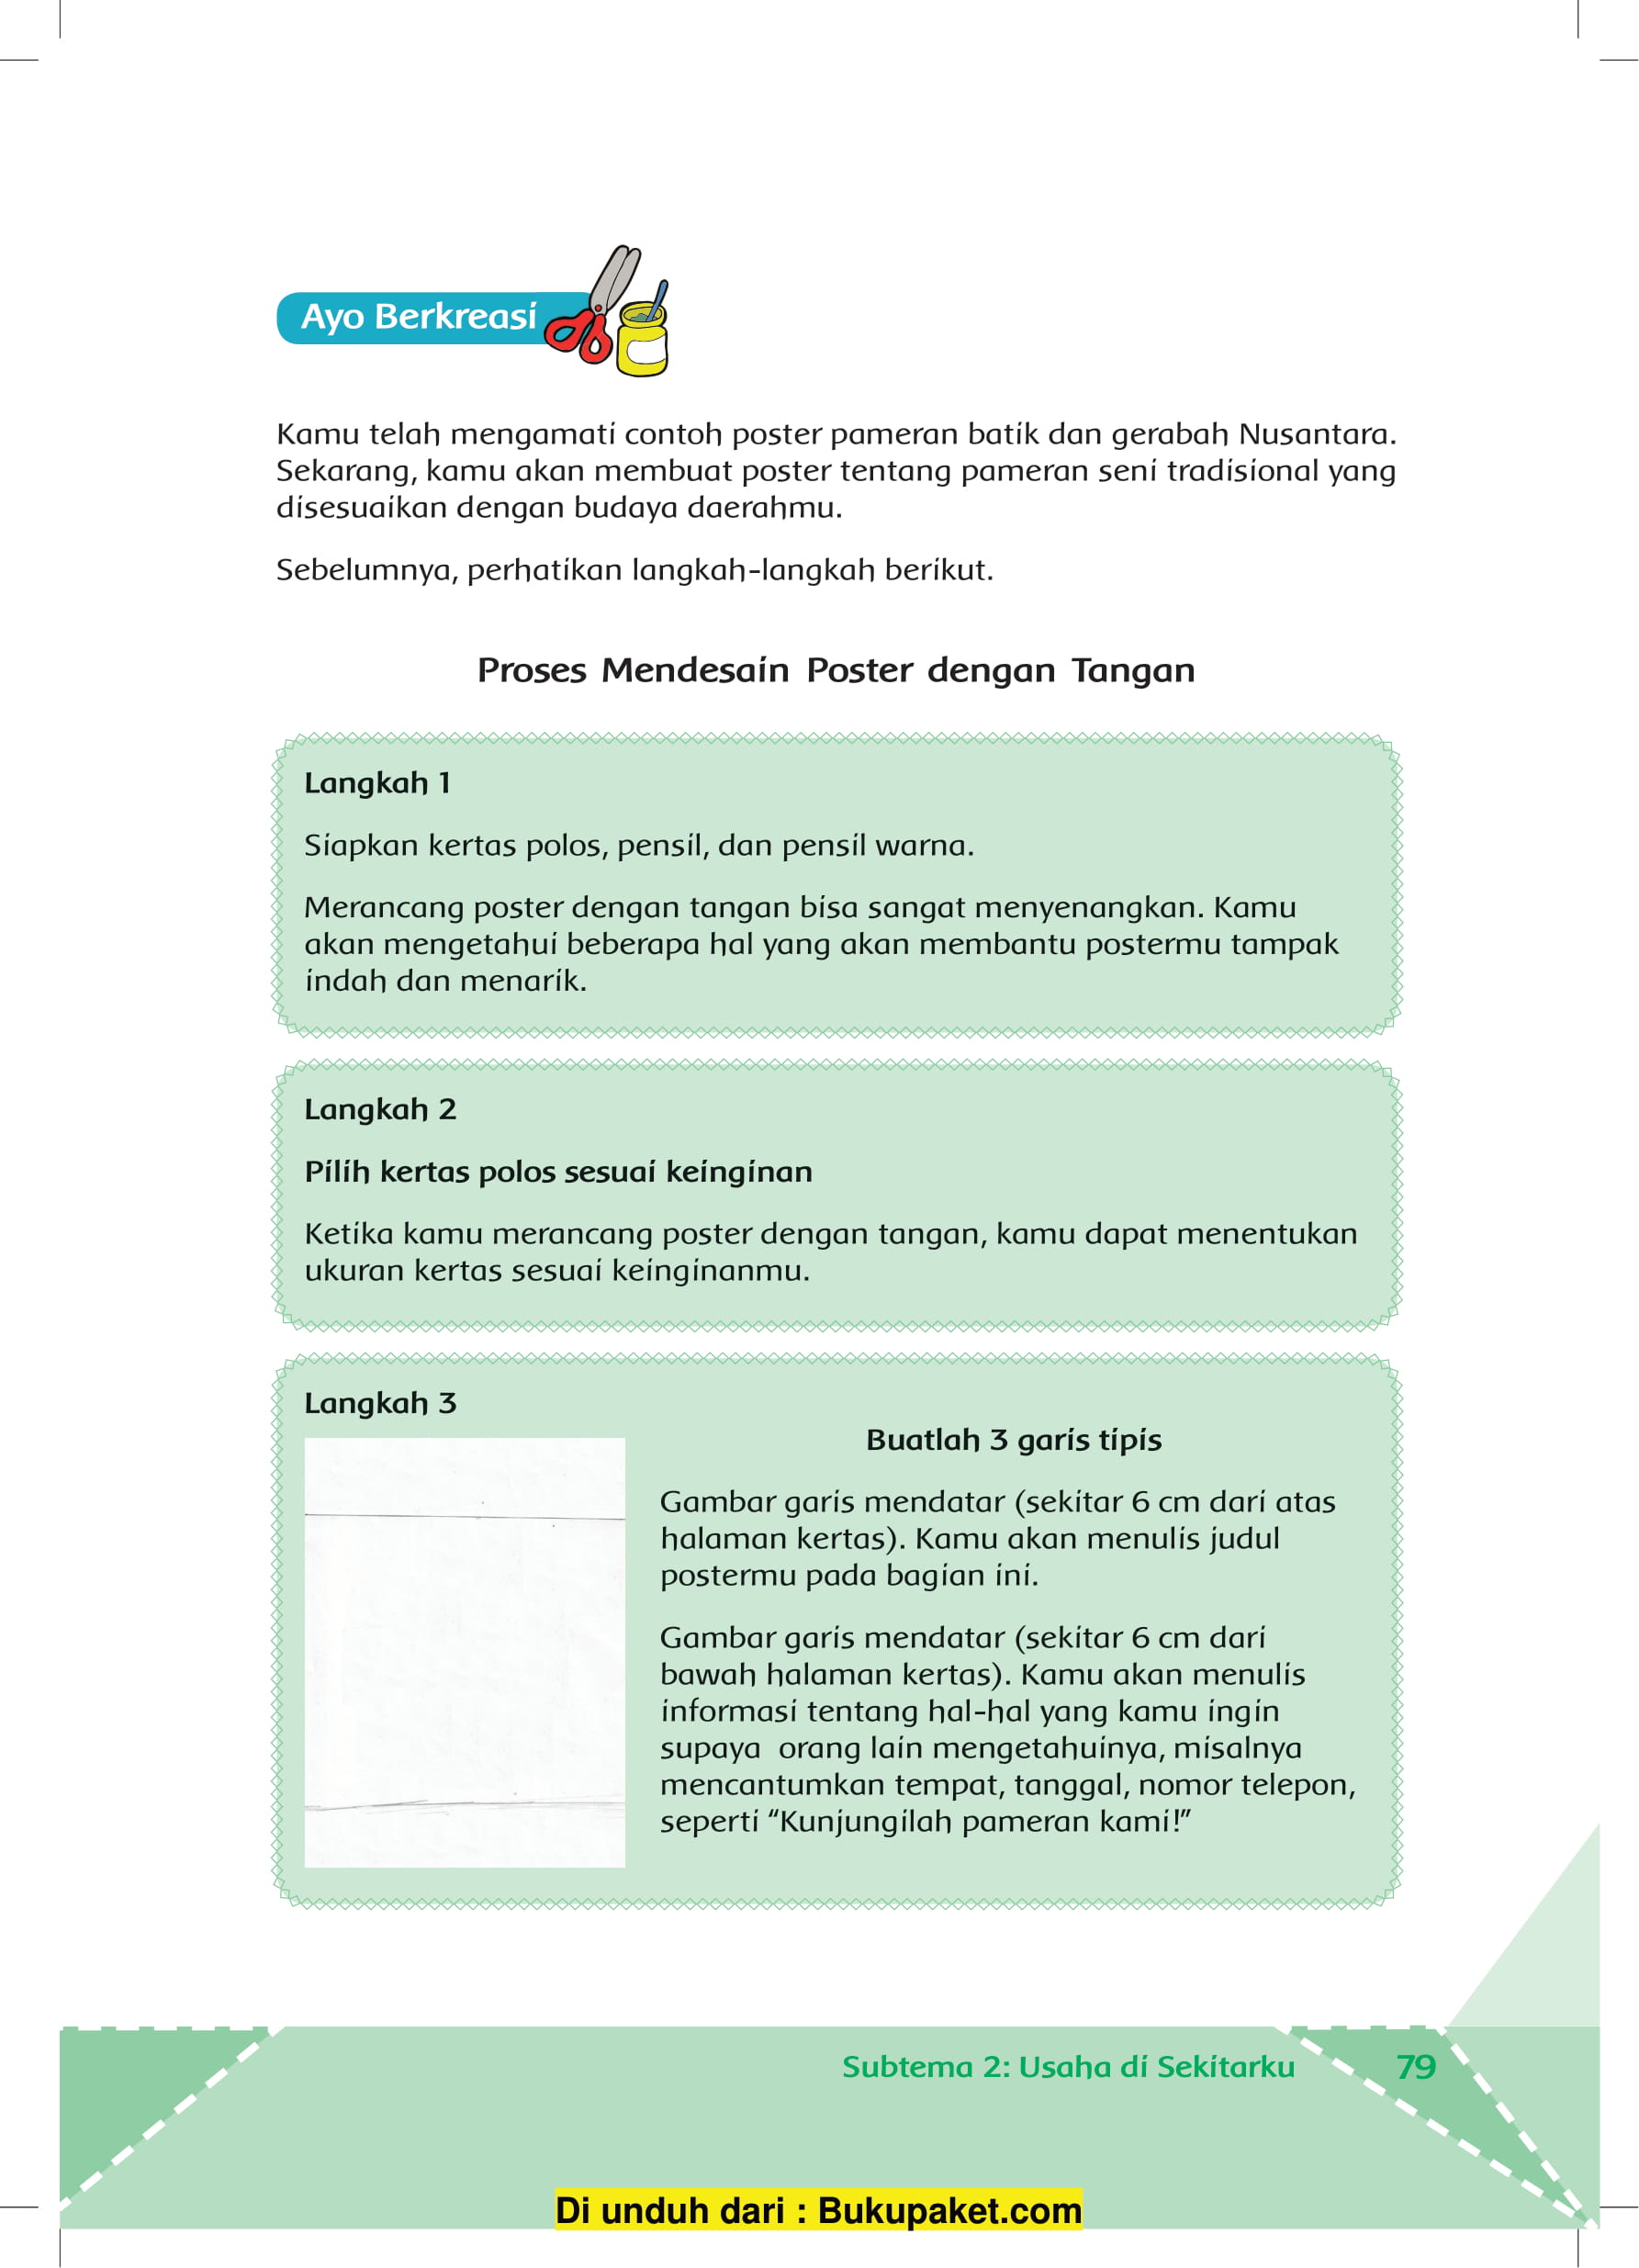 Ayo Berkreasi
Kamu telah mengamati contoh poster pameran batik dan gerabah Nusantara.
Sekarang, kamu akan membuat poster tentang pameran seni tradisional yang
disesuaikan dengan budaya daerahmu.
Sebelumnya, perhatikan langkah-langkah berikut.
Proses Mendesain Poster dengan Tangan
Langkah 1
Siapkan kertas polos, pensil, dan pensil warna.
Merancang poster dengan tangan bisa sangat menyenangkan. Kamu
akan mengetahui beberapa hal yang akan membantu postermu tampak
indah dan menarik.
Langkah 2
Pilih kertas polos sesuai keinginan
Ketika kamu merancang poster dengan tangan, kamu dapat menentukan
ukuran kertas sesuai keinginanmu.
Langkah 3
Buatlah 3 garis tipis
Gambar garis mendatar (sekitar 6 cm dari atas
halaman kertas). Kamu akan menulis judul
postermu pada bagian ini.
Gambar garis mendatar (sekitar 6 cm dari
bawah halaman kertas). Kamu akan menulis
informasi tentang hal-hal yang kamu ingin
supaya orang lain mengetahuinya, misalnya
mencantumkan tempat, tanggal, nomor telepon,
seperti “Kunjungilah pameran kami!”
Subtema 2: Usaha di Sekitarku 79
Di unduh dari : Bukupaket.com